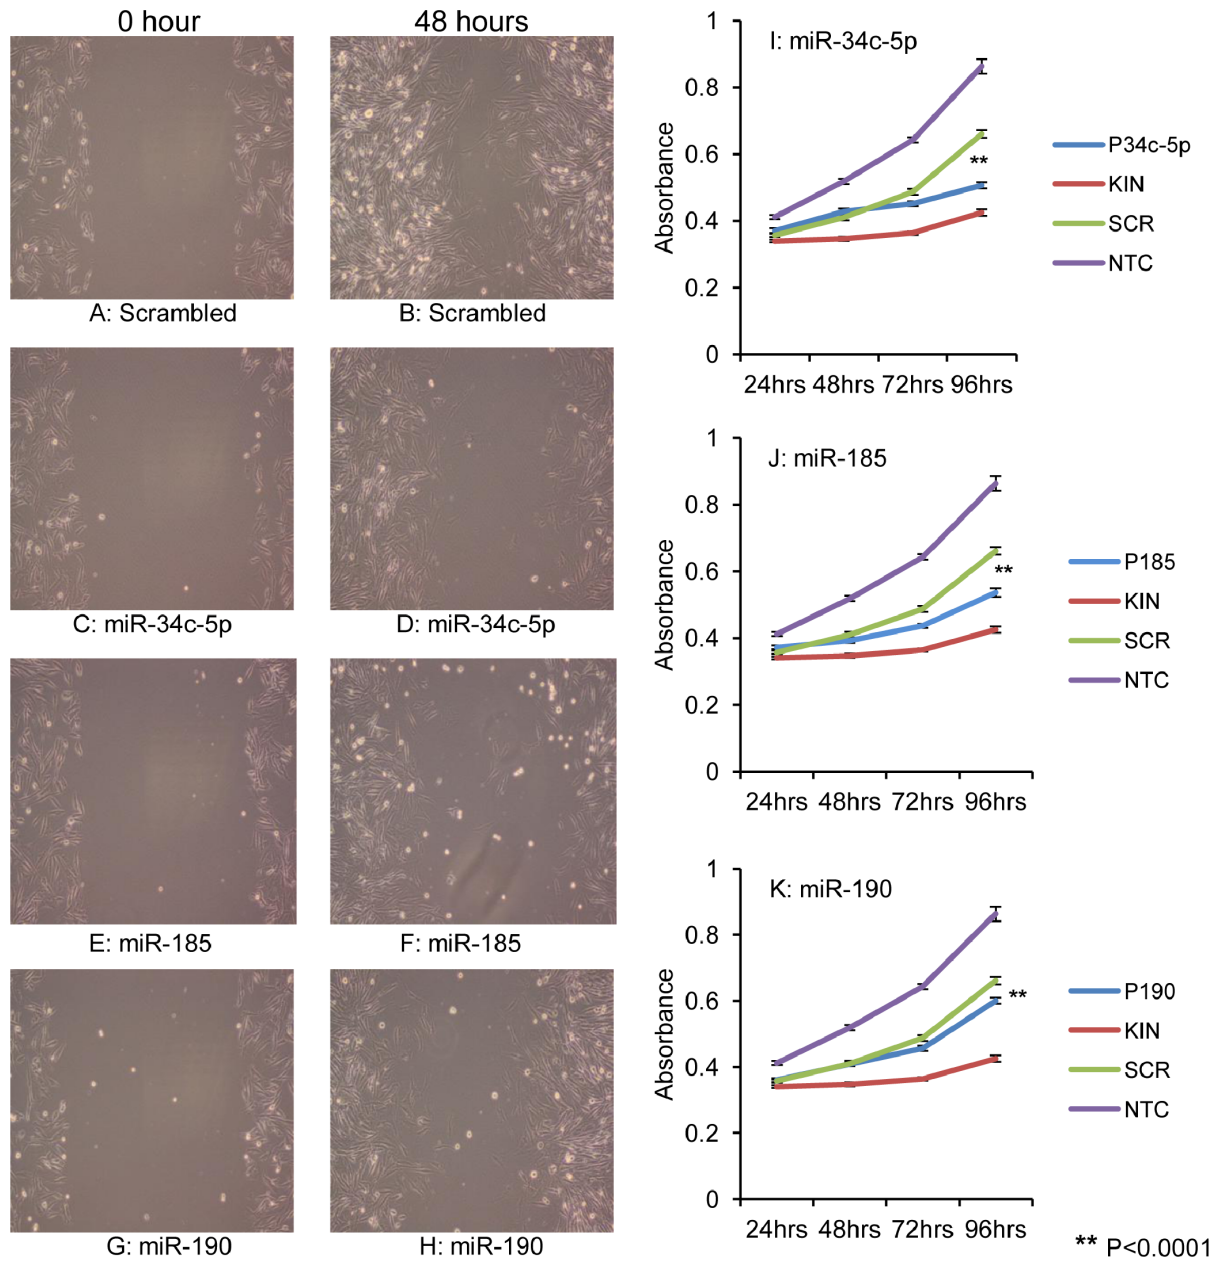 0 hour
48 hours
A: Scrambled
B: Scrambled
C: miR-34c-5p
D: miR-34c-5p
E: miR-185
F: miR-185
G: miR-190
H: miR-190
I: miR-34c-5p
Absorbance
1
0.8
0.6
0.4
0.2
0
24hrs 48hrs 72hrs 96hrs
**
P34c-5p
KIN
SCR
NTC
J: miR-185
Absorbance
1
0.8
0.6
0.4
0.2
0
24hrs 48hrs 72hrs 96hrs
**
P185
KIN
SCR
NTC
K: miR-190
Absorbance
1
0.8
0.6
0.4
0.2
0
24hrs 48hrs 72hrs 96hrs
**
P190
KIN
SCR
NTC
** P<0.0001